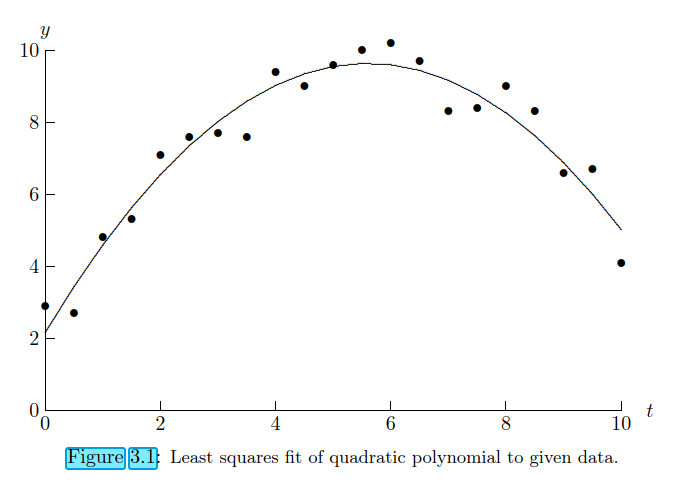 y
10
8
6
4
2
0
0 2 4 6 8 10 t
Figure 3.1: Least squares fit of quadratic polynomial to given data.